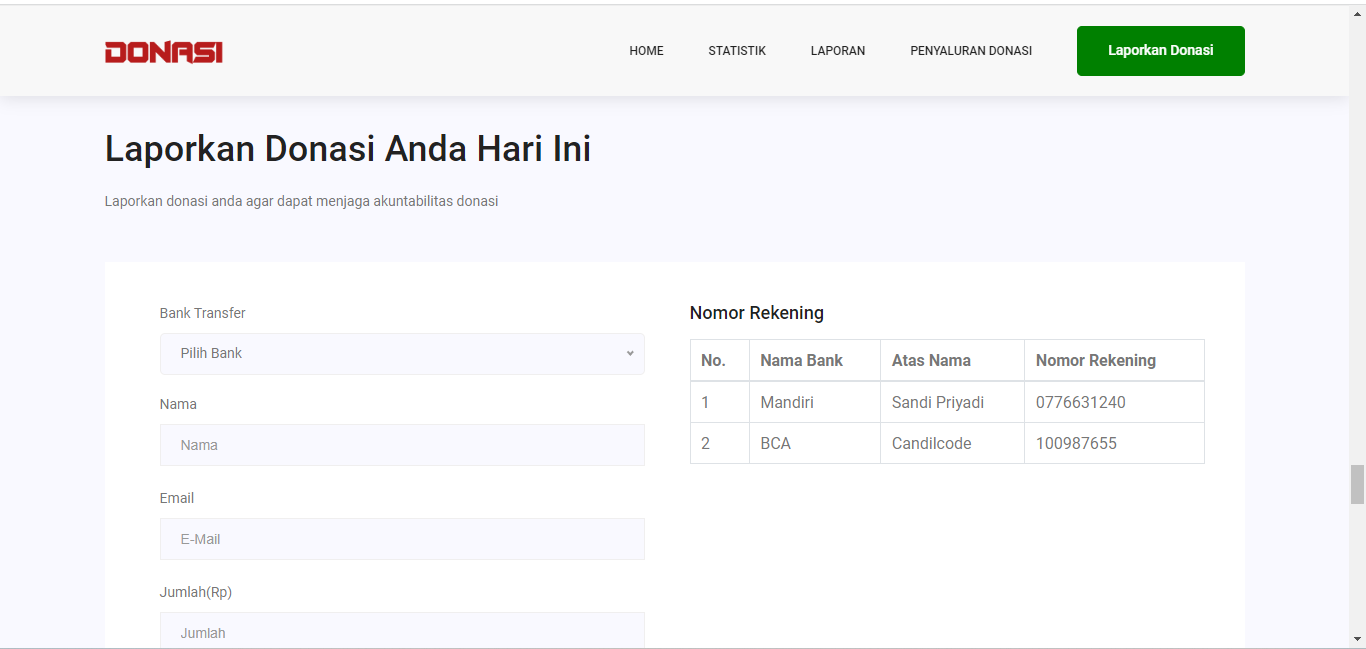 DONASI
HOME STATISTIK LAPORAN PENYALURAN DONASI Laporkan Donasi
Laporkan Donasi Anda Hari Ini
Laporkan donasi anda agar dapat menjaga akuntabilitas donasi
Bank Transfer
Pilih Bank
Nama
Nama
Email
E-Mail
Jumlah(Rp)
Jumlah
Nomor Rekening
No. Nama Bank Atas Nama Nomor Rekening
1 Mandiri Sandi Priyadi 0776631240
2 BCA Candilcode 100987655